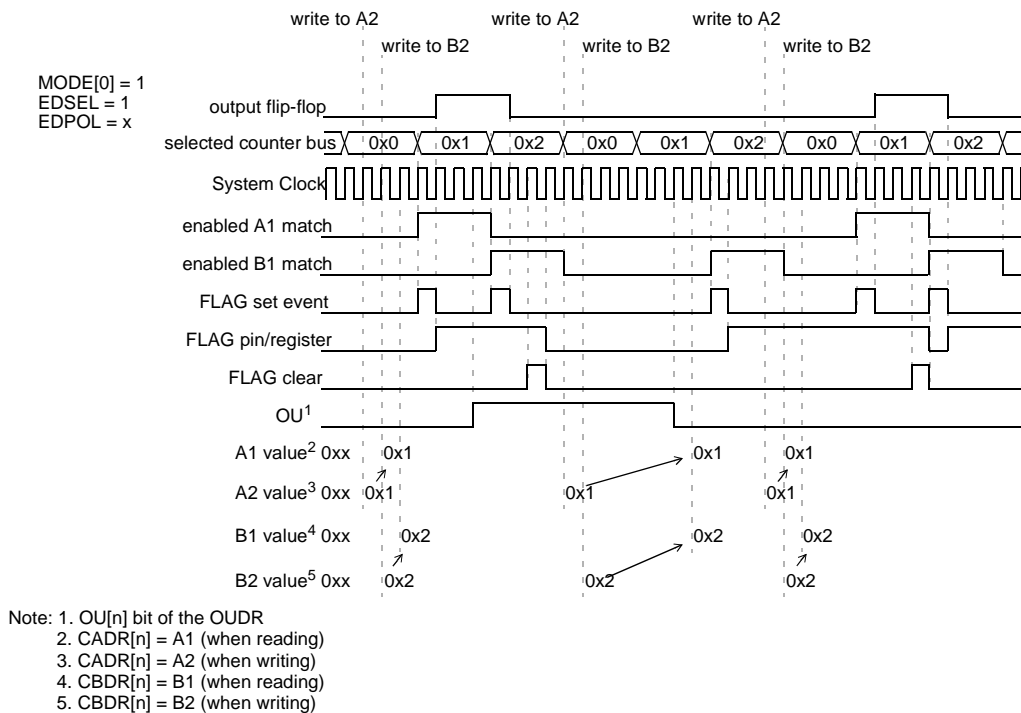 write to A2 write to A2 write to A2
write to B2 write to B2 write to B2
MODE[0] = 1
EDSEL = 1
EDPOL = x
output flip-flop
selected counter bus 0x0 0x1 0x2 0x0 0x1 0x2 0x0 0x1 0x2
System Clock
enabled A1 match
enabled B1 match
FLAG set event
FLAG pin/register
FLAG clear
OU1
A1 value2 0xx 0x1 0x1 0x1
A2 value3 0xx 0x1 0x1 0x1
B1 value4 0xx 0x2 0x2 0x2
B2 value5 0xx 0x2 0x2 0x2
Note: 1. OU[n] bit of the OUDR
2. CADR[n] = A1 (when reading)
3. CADR[n] = A2 (when writing)
4. CBDR[n] = B1 (when reading)
5. CBDR[n] = B2 (when writing)